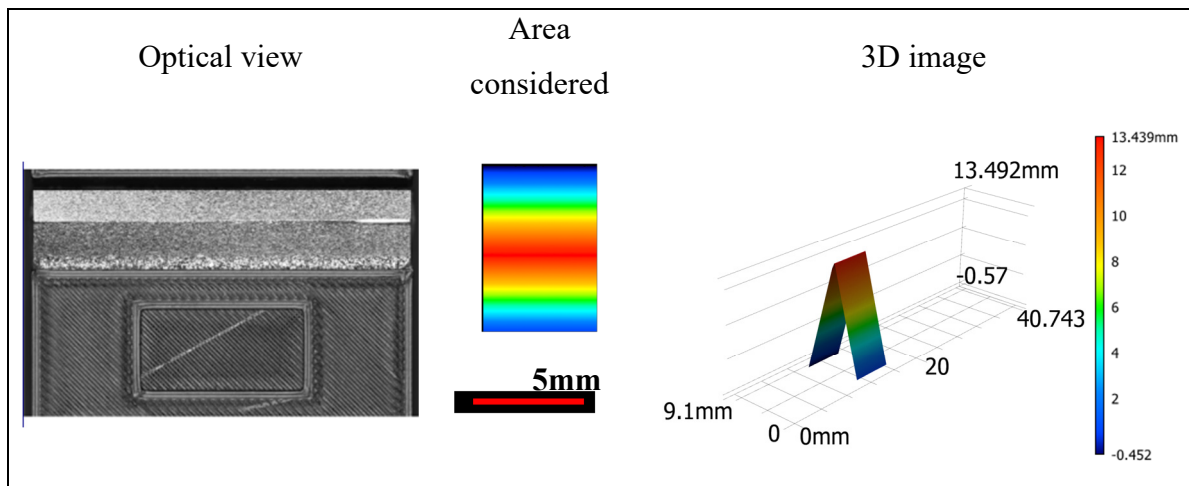 Optical view
Area
considered
3D image
5mm
13.492mm
-0.57
40.743
20
9.1mm
0
0mm
13.439mm
12
10
8
6
4
2
-0.452